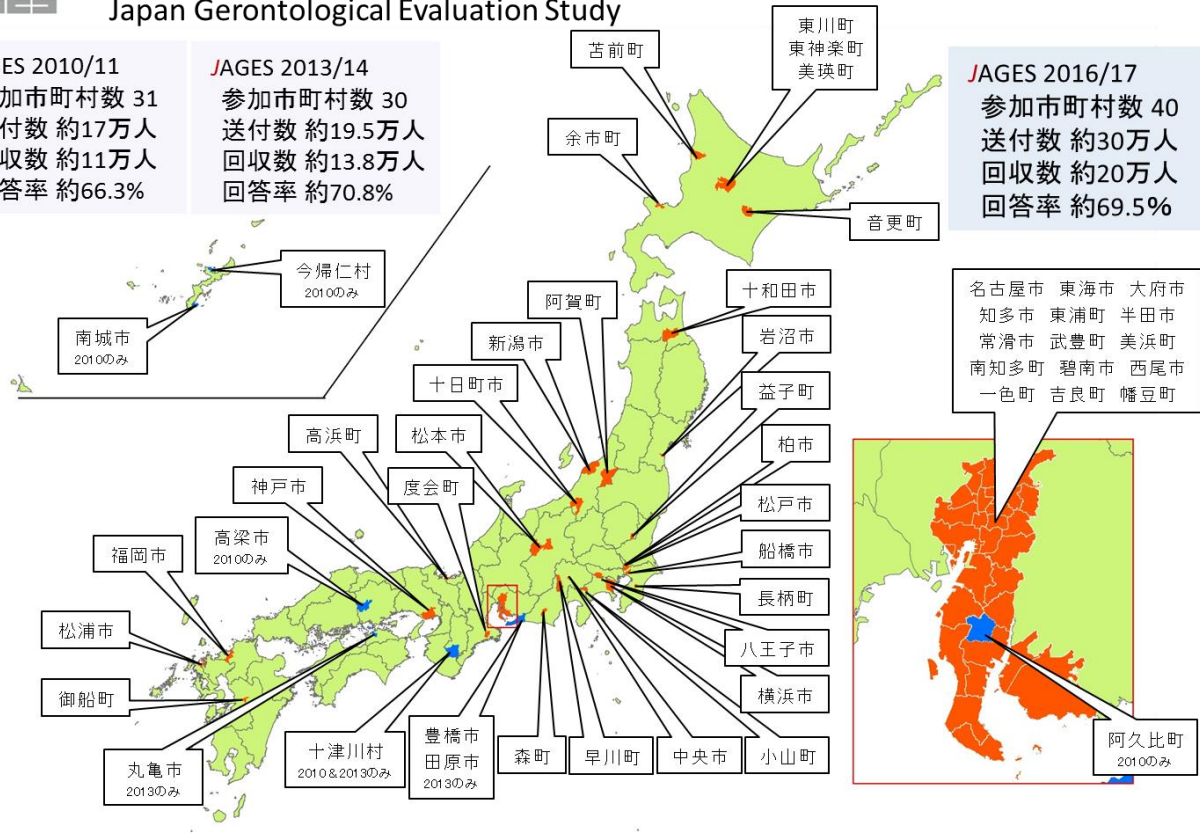 Japan Gerontological Evaluation Study
ES 2010/11
加市町村数 31
付数 約17万人
収数 約11万人
答率 約66.3%
JAGES 2013/14
参加市町村数 30
送付数 約19.5万人
回収数 約13.8万人
回答率 約70.8%
JAGES 2016/17
参加市町村数 40
送付数 約30万人
回収数 約20万人
回答率 約69.5%
東川町
東神楽町
美瑛町
苫前町
余市町
音更町
今帰仁村
2010のみ
南城市
2010のみ
十和田市
阿賀町
岩沼市
新潟市
十日町市
益子町
高浜町
松本市
柏市
神戸市
度会町
松戸市
高梁市
2010のみ
船橋市
福岡市
長柄町
松浦市
八王子市
御船町
横浜市
丸亀市
2013のみ
十津川村
2010&2013のみ
豊橋市
田原市
2013のみ
森町
早川町
中央市
小山町
名古屋市 東海市 大府市
知多市 東浦町 半田市
常滑市 武豊町 美浜町
南知多町 碧南市 西尾市
一色町 吉良町 幡豆町
阿久比町
2010のみ